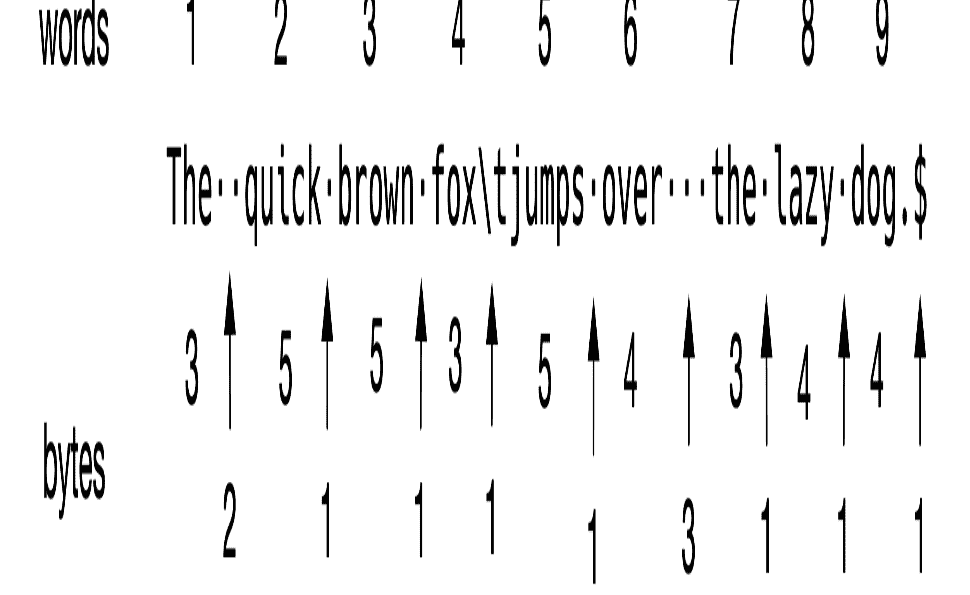 words 1 2 3 4 5 6 7 8 9
The··quick·brown·fox\tjumps·over···the·lazy·dog.$
3 5 5 3 5 4 3 4 4
bytes
2 1 1 1 1 3 1 1 1